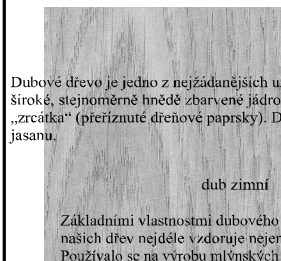 Dubové dřevo je jedno z nejžádanějších u
široké, stejnoměrně hnědě zbarvené jádro
„zrcátka“ (přeříznuté dřeňové paprsky). D
jasanu.
dub zimní
Základními vlastnostmi dubového
našich dřev nejdéle vzdoruje nejen
Používalo se na výrobu mlýnských